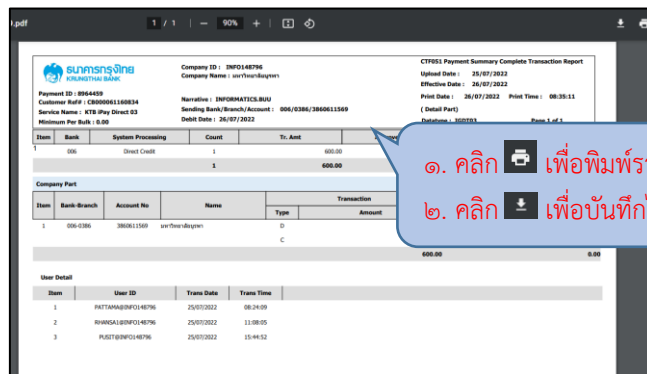 .pdf
1 / 1 | — 90% +
ธนาคารกรุงไทย
KRUNGTHAI BANK
Company ID : INFO148796
Company Name : มหาวิทยาลัยบูรพา
CTF051 Payment Summary Complete Transaction Report
Upload Date : 25/07/2022
Effective Date : 26/07/2022
Payment ID : 8964459
Customer Ref# : CB000061160834
Service Name : KTB iPay Direct 03
Minimum Per Bulk : 0.00
Narrative : INFORMATICS.BUU
Sending Bank/Branch/Account : 006/0386/3860611569
Debit Date : 26/07/2022
Print Date : 26/07/2022 Print Time : 08:35:11
( Detail Part)
Page 1 of 1
Item Bank System Processing Count Tr. Amt
1 006 Direct Credit 1 600.00
1 600.00
Company Part
Item Bank-Branch Account No Name Transaction
Type Amount
1 006-0386 3860611569 มหาวิทยาลัยบูรพา D
C
600.00 0.00
๑. คลิก เพื่อพิมพ์รา
๒. คลิก เพื่อบันทึกไ
User Detail
Item User ID Trans Date Trans Time
1 PATTAMA@INFO148796 25/07/2022 08:24:09
2 RHANSA1@INFO148796 25/07/2022 11:08:05
3 PUSIT@INFO148796 25/07/2022 15:44:52